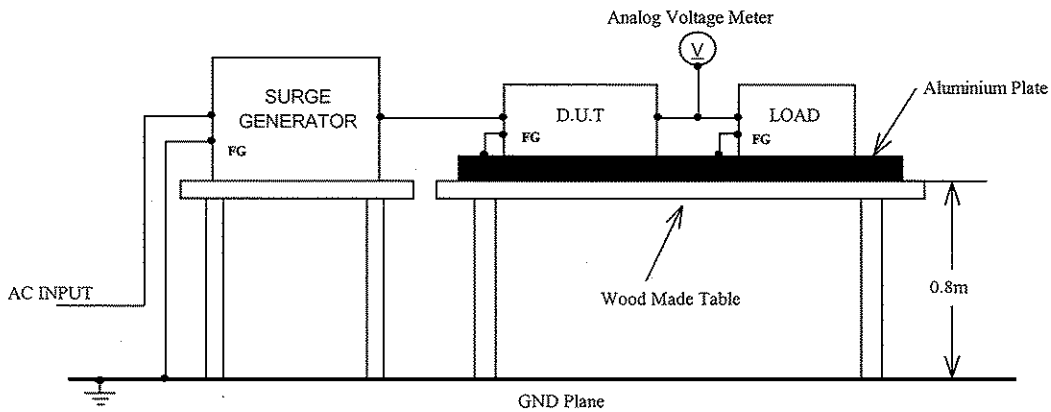 Analog Voltage Meter
V
SURGE
GENERATOR
FG
D.U.T
FG
LOAD
FG
Aluminium Plate
AC INPUT
Wood Made Table
0.8m
GND Plane